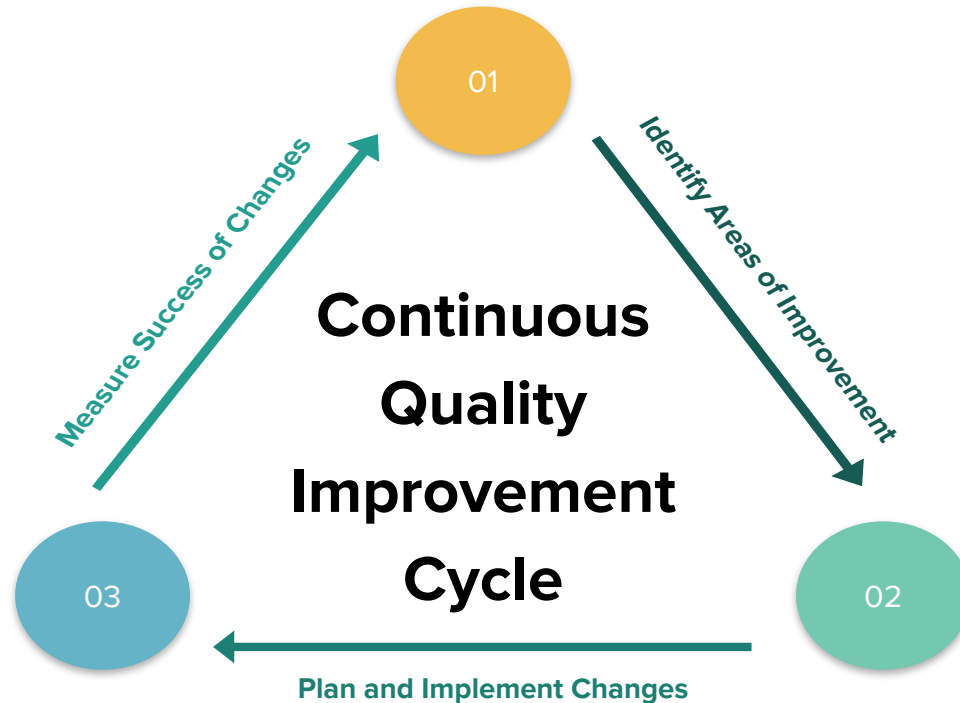 01
Identify Areas of Improvement
Measure Success of Changes
Continuous
Quality
Improvement
Cycle
03
02
Plan and Implement Changes